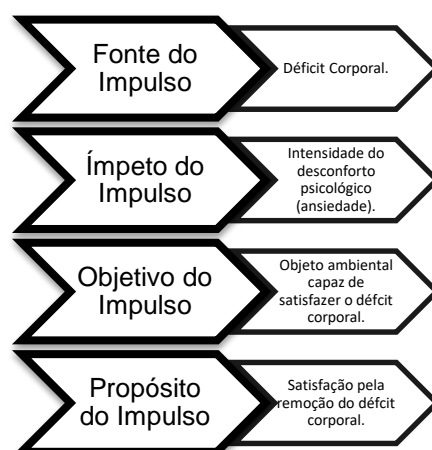 Fonte do
Impulso
Déficit Corporal.
Ímpeto do
Impulso
Intensidade do
desconforto
psicológico
(ansiedade).
Objetivo do
Impulso
Objeto ambiental
capaz de
satisfazer o défcit
corporal.
Propósito
do Impulso
Satisfação pela
remoção do défcit
corporal.